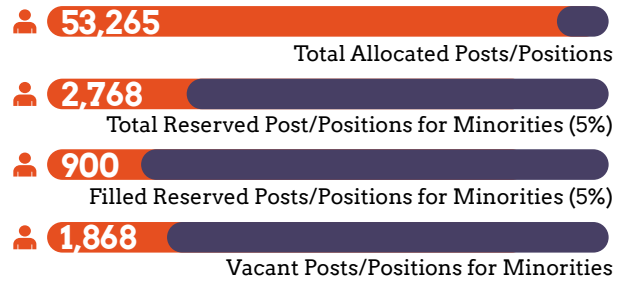 53,265
Total Allocated Posts/Positions
2,768
Total Reserved Post/Positions for Minorities (5%)
900
Filled Reserved Posts/Positions for Minorities (5%)
1,868
Vacant Posts/Positions for Minorities